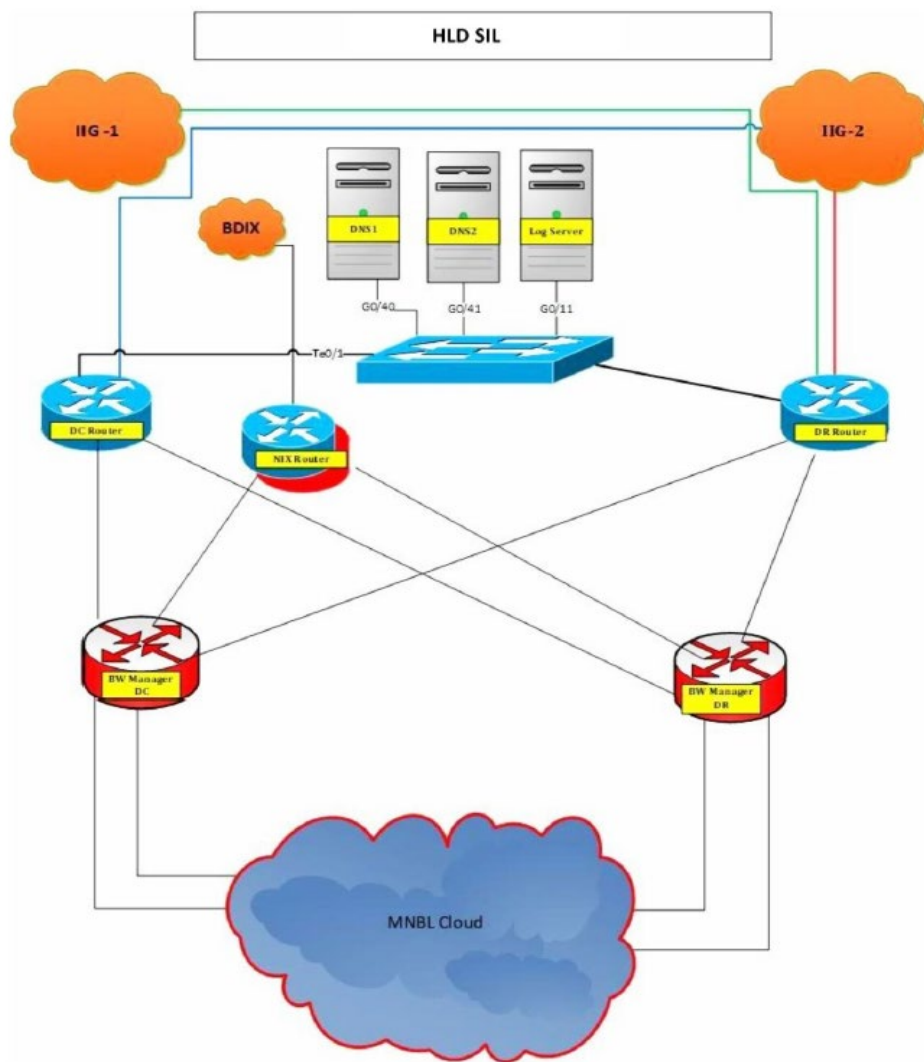 HLD SIL
IIG -1
IIG-2
BDIX
DNS1
DNS2
Log Server
G0/40
G0/41
G0/11
Te0/1
DC Router
NIX Router
DR Router
BW Manager
DC
BW Manager
DR
MNBL Cloud